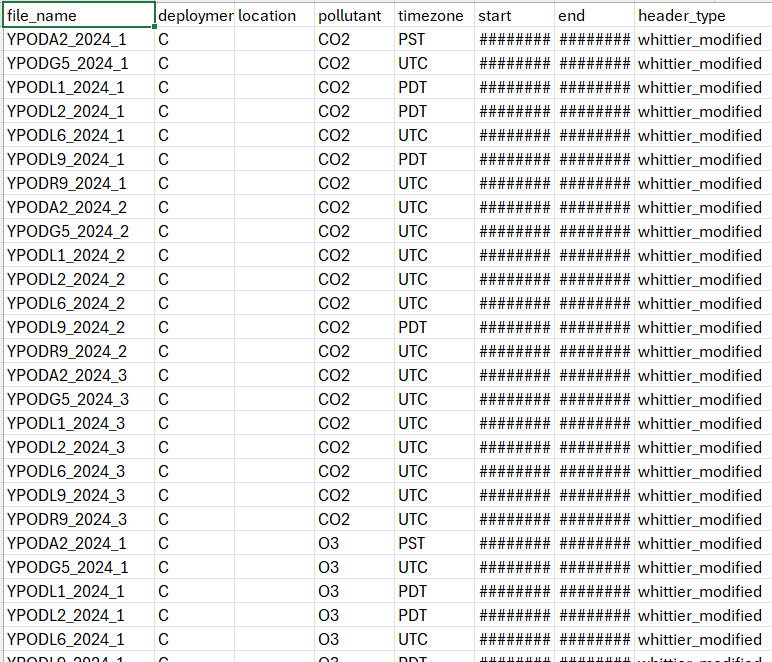 file_name deploymer location pollutant timezone start end header_type
YPODA2_2024_1 C CO2 PST ######## ######## whittier_modified
YPODG5_2024_1 C CO2 UTC ######## ######## whittier_modified
YPODL1_2024_1 C CO2 PDT ######## ######## whittier_modified
YPODL2_2024_1 C CO2 PDT ######## ######## whittier_modified
YPODL6_2024_1 C CO2 UTC ######## ######## whittier_modified
YPODL9_2024_1 C CO2 PDT ######## ######## whittier_modified
YPODR9_2024_1 C CO2 UTC ######## ######## whittier_modified
YPODA2_2024_2 C CO2 UTC ######## ######## whittier_modified
YPODG5_2024_2 C CO2 UTC ######## ######## whittier_modified
YPODL1_2024_2 C CO2 UTC ######## ######## whittier_modified
YPODL2_2024_2 C CO2 UTC ######## ######## whittier_modified
YPODL6_2024_2 C CO2 UTC ######## ######## whittier_modified
YPODL9_2024_2 C CO2 PDT ######## ######## whittier_modified
YPODR9_2024_2 C CO2 UTC ######## ######## whittier_modified
YPODA2_2024_3 C CO2 UTC ######## ######## whittier_modified
YPODG5_2024_3 C CO2 UTC ######## ######## whittier_modified
YPODL1_2024_3 C CO2 UTC ######## ######## whittier_modified
YPODL2_2024_3 C CO2 UTC ######## ######## whittier_modified
YPODL6_2024_3 C CO2 UTC ######## ######## whittier_modified
YPODL9_2024_3 C CO2 UTC ######## ######## whittier_modified
YPODR9_2024_3 C CO2 UTC ######## ######## whittier_modified
YPODA2_2024_1 C O3 PST ######## ######## whittier_modified
YPODG5_2024_1 C O3 UTC ######## ######## whittier_modified
YPODL1_2024_1 C O3 PDT ######## ######## whittier_modified
YPODL2_2024_1 C O3 PDT ######## ######## whittier_modified
YPODL6_2024_1 C O3 UTC ######## ######## whittier_modified
YPODL9_2024_1 C O3 PDT ######## ######## whittier_modified